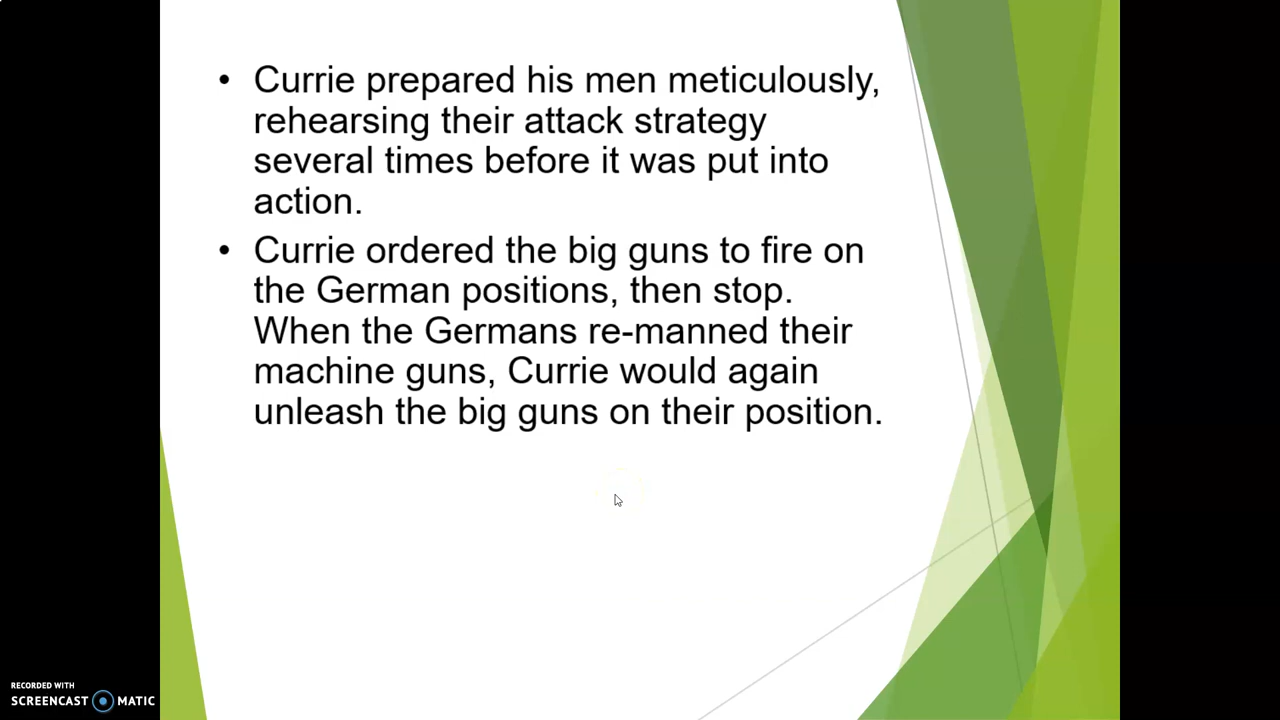 • Currie prepared his men meticulously,
rehearsing their attack strategy
several times before it was put into
action.
• Currie ordered the big guns to fire on
the German positions, then stop.
When the Germans re-manned their
machine guns, Currie would again
unleash the big guns on their position.
RECORDED WITH
SCREENCAST MATIC